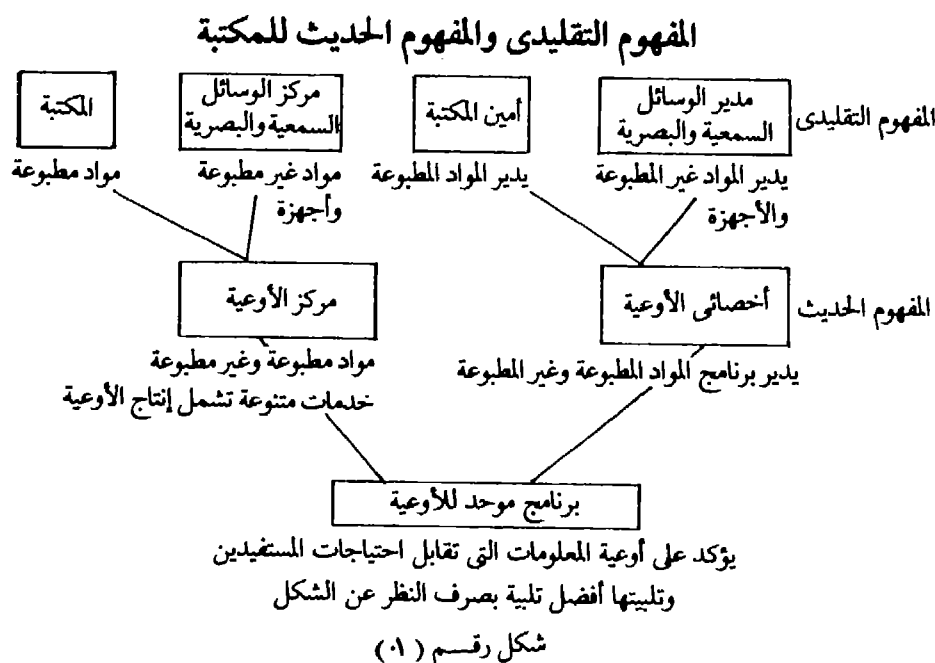 المفهوم التقليدى والمفهوم الحديث للمكتبة
المفهوم التقليدى
مدير الوسائل
السمعية والبصرية
يدير المواد غير المطبوعة
والأجهزة
أمين المكتبة
يدير المواد المطبوعة
مركز الوسائل
السمعية والبصرية
مواد غير مطبوعة
وأجهزة
المكتبة
مواد مطبوعة
المفهوم الحديث
أخصائى الأوعية
يدير برنامج المواد المطبوعة وغير المطبوعة
مركز الأوعية
مواد مطبوعة وغير مطبوعة
خدمات متنوعة تشمل إنتاج الأوعية
برنامج موحد للأوعية
يؤكد على أوعية المعلومات التى تقابل احتياجات المستفيدين
وتلبيتها أفضل تلبية بصرف النظر عن الشكل
شكل رقم (١٠)